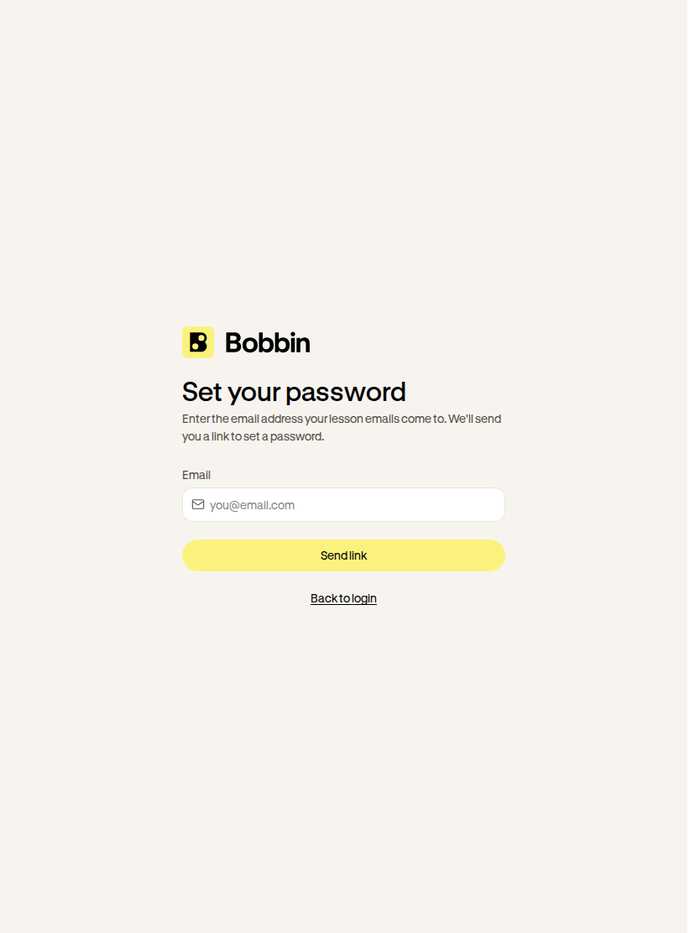 Bobbin
Set your password
Enter the email address your lesson emails come to. We'll send
you a link to set a password.
Email
you@email.com
Send link
Back to login